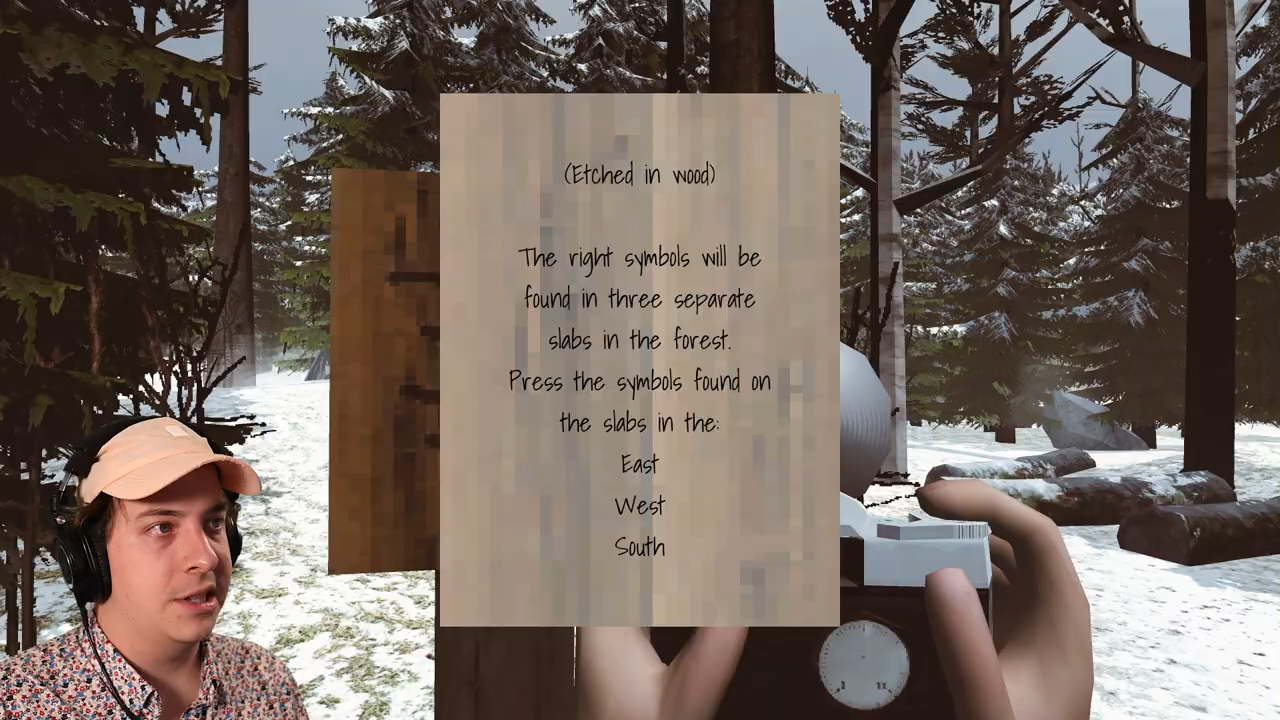 (Etched in wood)
The right symbols will be
found in three separate
slabs in the forest.
Press the symbols found on
the slabs in the:
East
West
South